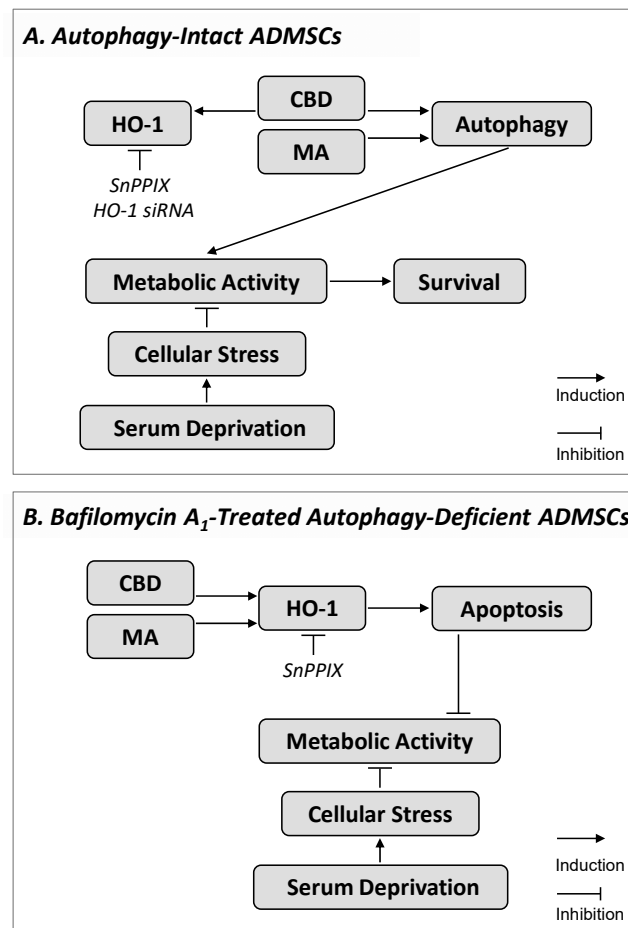 A. Autophagy-Intact ADMSCs
CBD
HO-1
Autophagy
MA
SnPPIX
HO-1 siRNA
Metabolic Activity
Survival
Cellular Stress
Serum Deprivation
Induction
Inhibition
B. Bafilomycin A₁-Treated Autophagy-Deficient ADMSCs
CBD
HO-1
Apoptosis
MA
SnPPIX
Metabolic Activity
Cellular Stress
Serum Deprivation
Induction
Inhibition